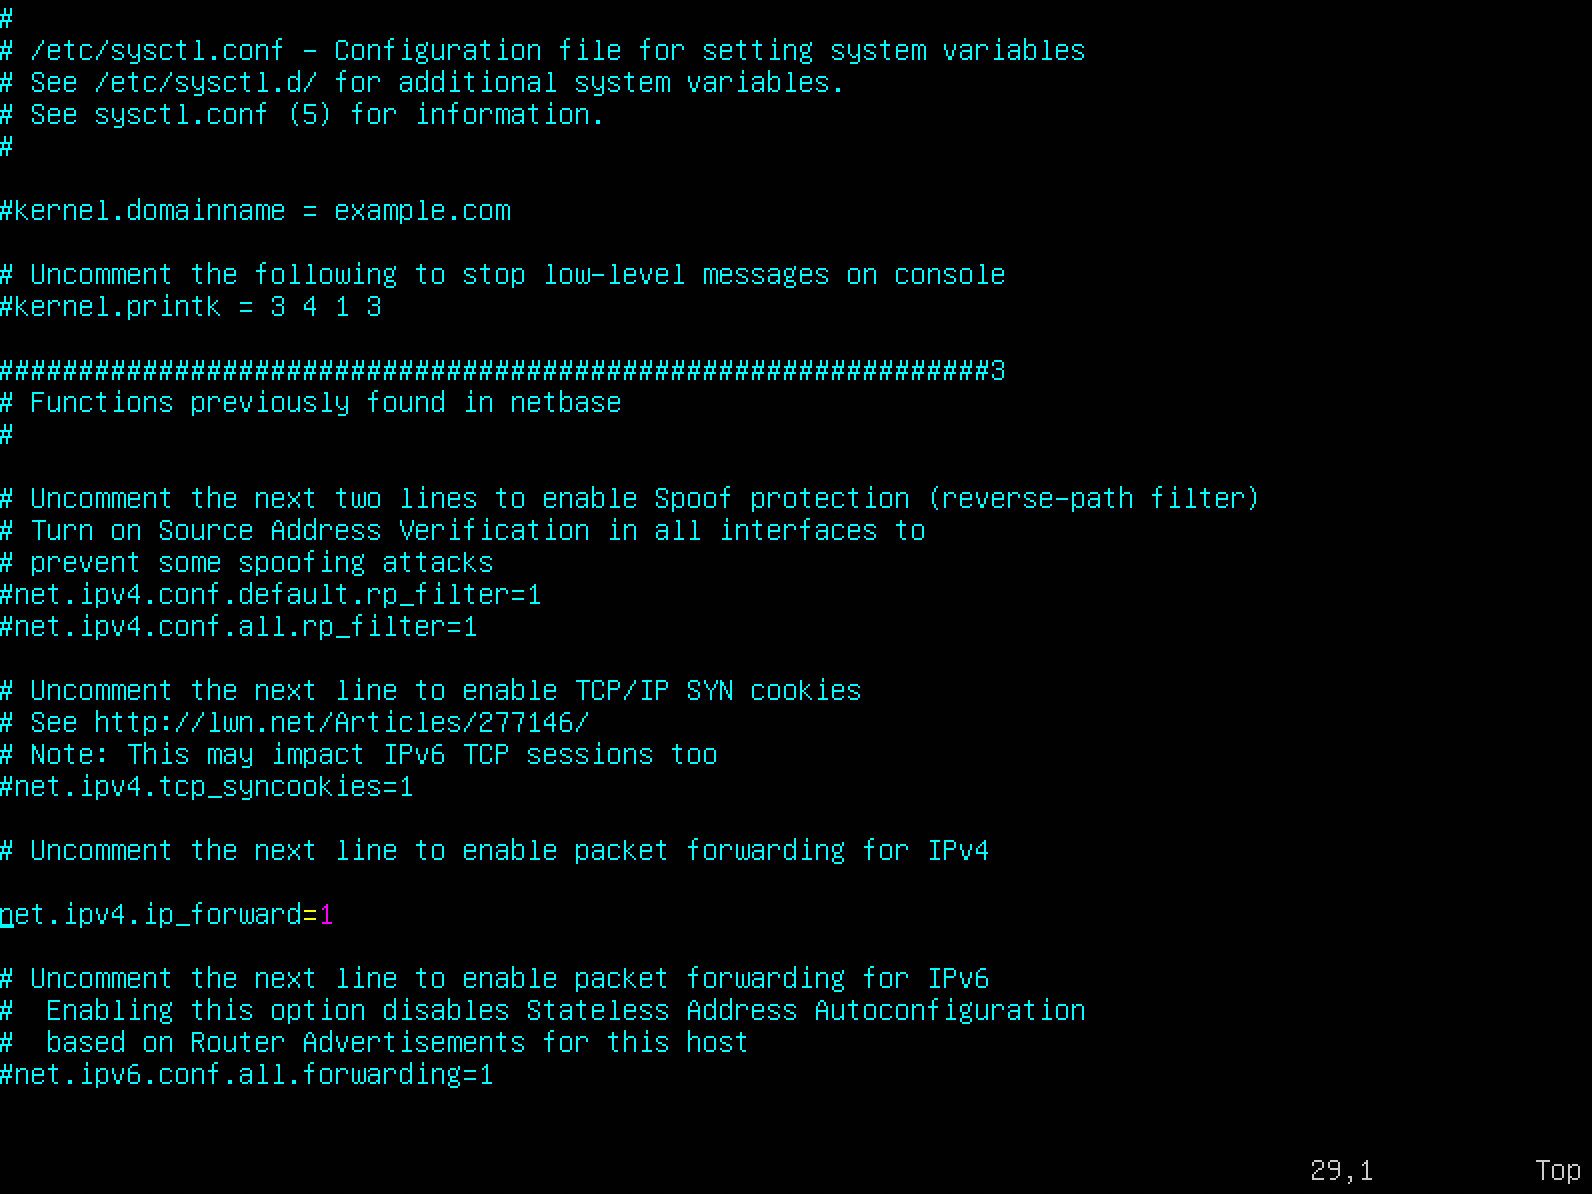 #
# /etc/sysctl.conf - Configuration file for setting system variables
# See /etc/sysctl.d/ for additional system variables.
# See sysctl.conf (5) for information.
#

#kernel.domainname = example.com

# Uncomment the following to stop low-level messages on console
#kernel.printk = 3 4 1 3

##############################################################3
# Functions previously found in netbase
#

# Uncomment the next two lines to enable Spoof protection (reverse-path filter)
# Turn on Source Address Verification in all interfaces to
# prevent some spoofing attacks
#net.ipv4.conf.default.rp_filter=1
#net.ipv4.conf.all.rp_filter=1

# Uncomment the next line to enable TCP/IP SYN cookies
# See http://lwn.net/Articles/277146/
# Note: This may impact IPv6 TCP sessions too
#net.ipv4.tcp_syncookies=1

# Uncomment the next line to enable packet forwarding for IPv4

net.ipv4.ip_forward=1

# Uncomment the next line to enable packet forwarding for IPv6
#  Enabling this option disables Stateless Address Autoconfiguration
#  based on Router Advertisements for this host
#net.ipv6.conf.all.forwarding=1

29,1 Top